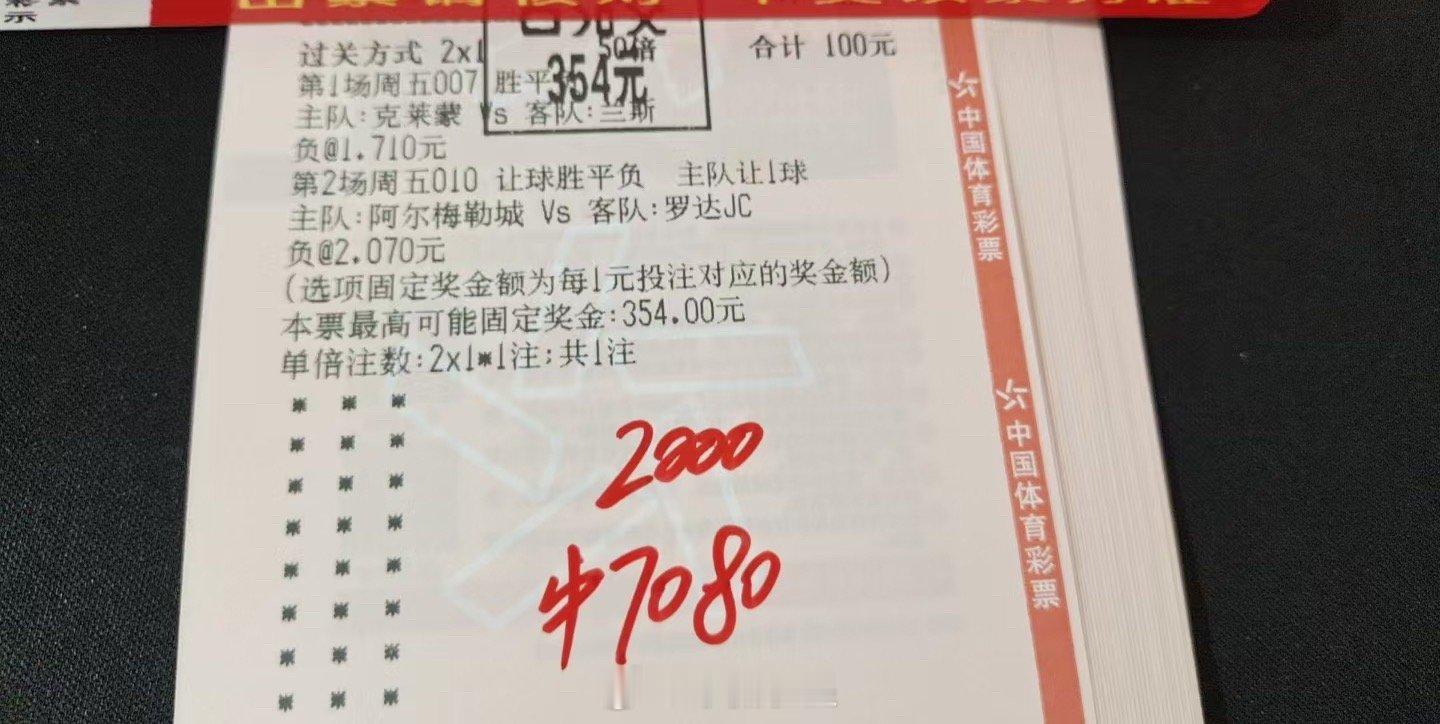 过关方式 2x1 50倍 合计 100元
354元
第1场周五007 胜平
主队:克莱蒙 Vs 客队:兰斯
负@1.710元
第2场周五010 让球胜平负 主队让1球
主队:阿尔梅勒城 Vs 客队:罗达JC
负@2.070元
(选项固定奖金额为每1元投注对应的奖金额)
本票最高可能固定奖金:354.00元
单倍注数:2x1*1注;共1注
2000
中7080
中国体育彩票
中国体育彩票